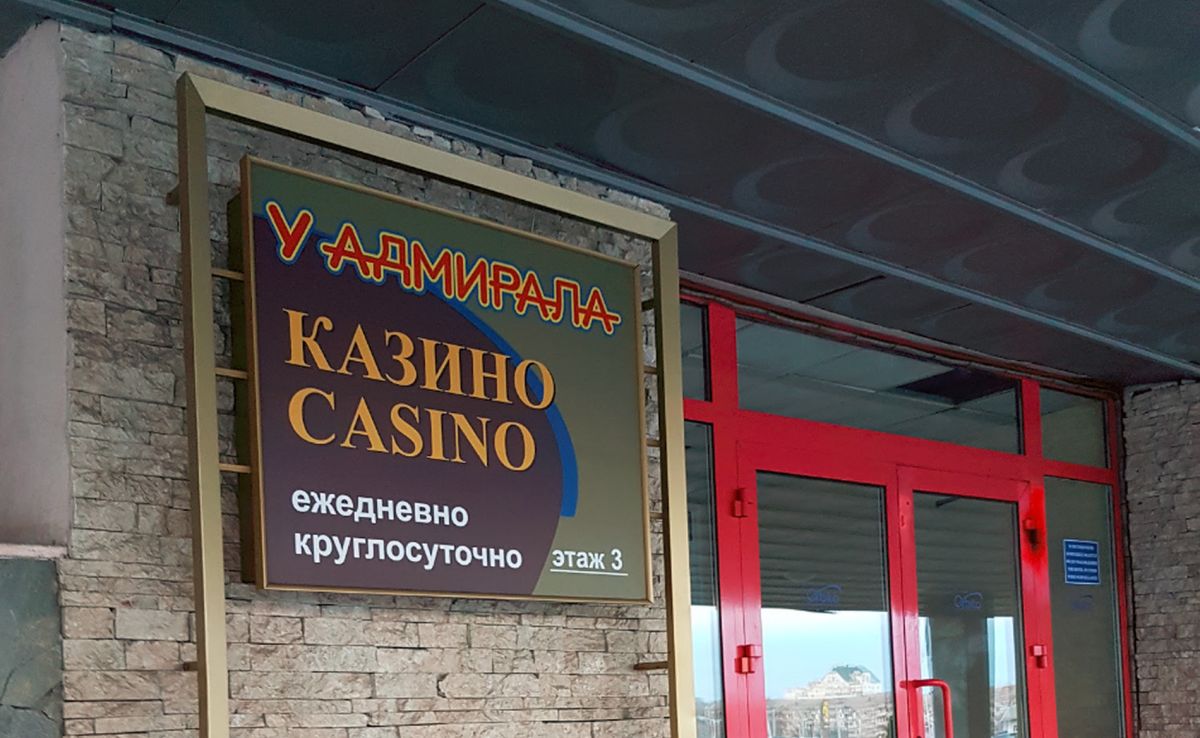 У АДМИРАЛА
КАЗИНО
CASINO
ежедневно
круглосуточно
этаж 3